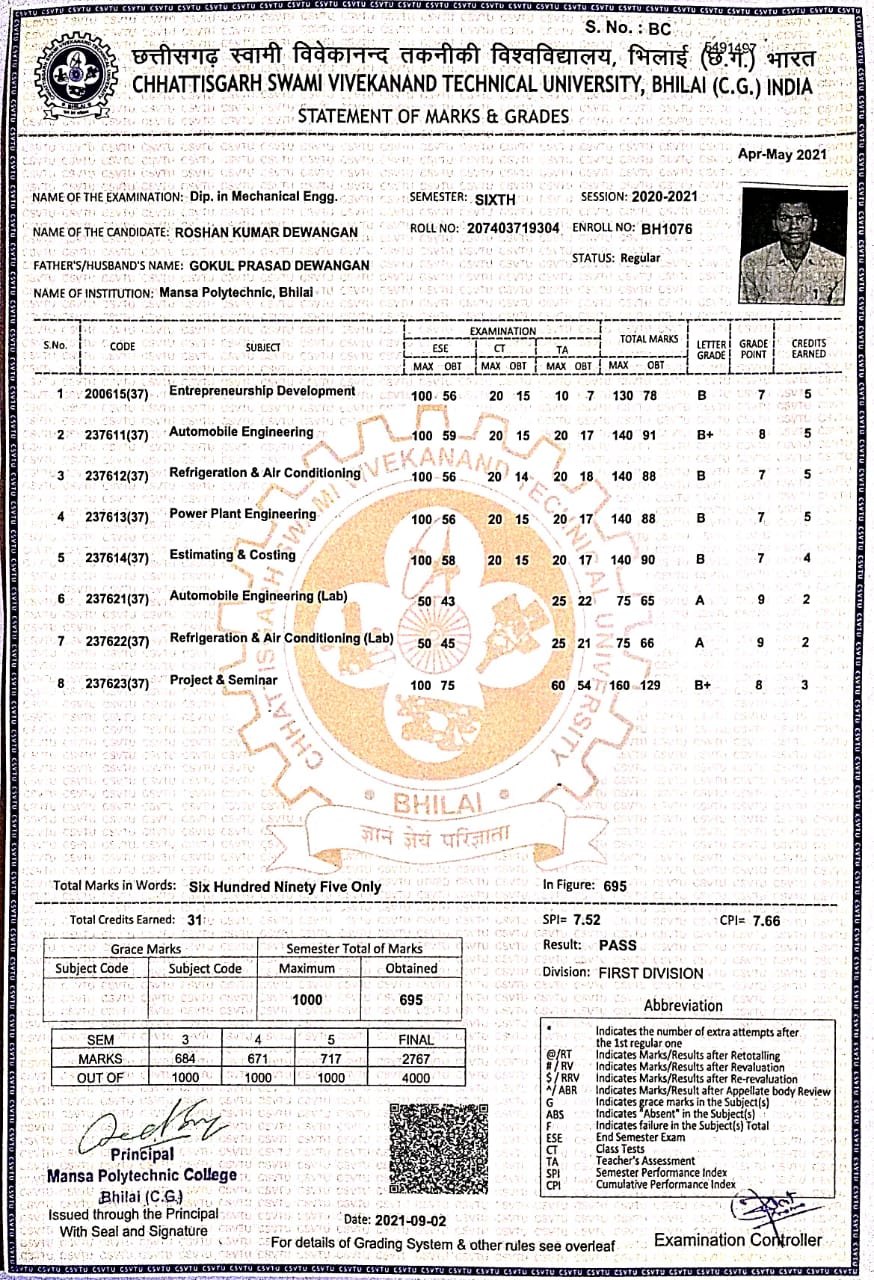 S. No. : BC
5491497
छत्तीसगढ़ स्वामी विवेकानन्द तकनीकी विश्वविद्यालय, भिलाई (छ.ग.) भारत
CHHATTISGARH SWAMI VIVEKANAND TECHNICAL UNIVERSITY, BHILAI (C.G.) INDIA
STATEMENT OF MARKS & GRADES
Apr-May 2021
NAME OF THE EXAMINATION: Dip. in Mechanical Engg. SEMESTER: SIXTH SESSION: 2020-2021
NAME OF THE CANDIDATE: ROSHAN KUMAR DEWANGAN ROLL NO: 207403719304 ENROLL NO: BH1076
FATHER'S/HUSBAND'S NAME: GOKUL PRASAD DEWANGAN STATUS: Regular
NAME OF INSTITUTION: Mansa Polytechnic, Bhilai
S.No. CODE SUBJECT EXAMINATION TOTAL MARKS LETTER GRADE GRADE POINT CREDITS EARNED
ESE CT TA
MAX OBT MAX OBT MAX OBT MAX OBT
1 200615(37) Entrepreneurship Development 100 56 20 15 10 7 130 78 B 7 5
2 237611(37) Automobile Engineering 100 59 20 15 20 17 140 91 B+ 8 5
3 237612(37) Refrigeration & Air Conditioning 100 56 20 14 20 18 140 88 B 7 5
4 237613(37) Power Plant Engineering 100 56 20 15 20 17 140 88 B 7 5
5 237614(37) Estimating & Costing 100 58 20 15 20 17 140 90 B 7 4
6 237621(37) Automobile Engineering (Lab) 50 43 25 22 75 65 A 9 2
7 237622(37) Refrigeration & Air Conditioning (Lab) 50 45 25 21 75 66 A 9 2
8 237623(37) Project & Seminar 100 75 60 54 160 129 B+ 8 3
CHHATTISGARH SWAMI VIVEKANAND TECHNICAL UNIVERSITY
BHILAI
ज्ञानं ज्ञेयं परिज्ञाता
Total Marks in Words: Six Hundred Ninety Five Only In Figure: 695
Total Credits Earned: 31 SPI= 7.52 CPI= 7.66
Result: PASS
Division: FIRST DIVISION
Grace Marks Semester Total of Marks
Subject Code Subject Code Maximum Obtained
1000 695
SEM 3 4 5 FINAL
MARKS 684 671 717 2767
OUT OF 1000 1000 1000 4000
Abbreviation
* Indicates the number of extra attempts after
the 1st regular one
@/RT Indicates Marks/Results after Retotalling
# / RV Indicates Marks/Results after Revaluation
$ / RRV Indicates Marks/Results after Re-revaluation
^/ ABR Indicates Marks/Result after Appellate body Review
G Indicates grace marks in the Subject(s)
ABS Indicates "Absent" in the Subject(s)
F Indicates failure in the Subject(s) Total
ESE End Semester Exam
CT Class Tests
TA Teacher's Assessment
SPI Semester Performance Index
CPI Cumulative Performance Index
Principal
Mansa Polytechnic College
Bhilai (C.G.)
Issued through the Principal
With Seal and Signature
Date: 2021-09-02
For details of Grading System & other rules see overleaf
Examination Controller